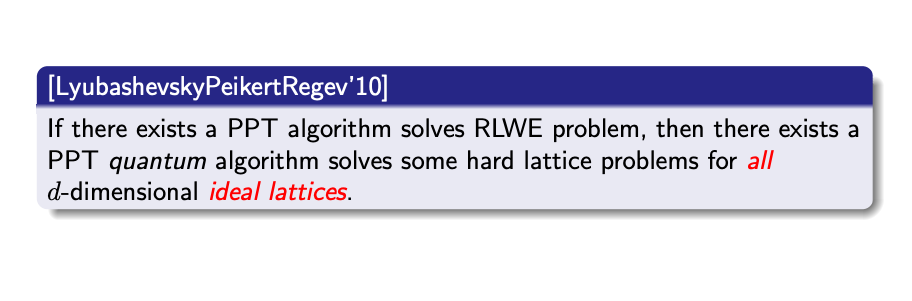 [LyubashevskyPeikertRegev'10]
If there exists a PPT algorithm solves RLWE problem, then there exists a
PPT quantum algorithm solves some hard lattice problems for all
d-dimensional ideal lattices.